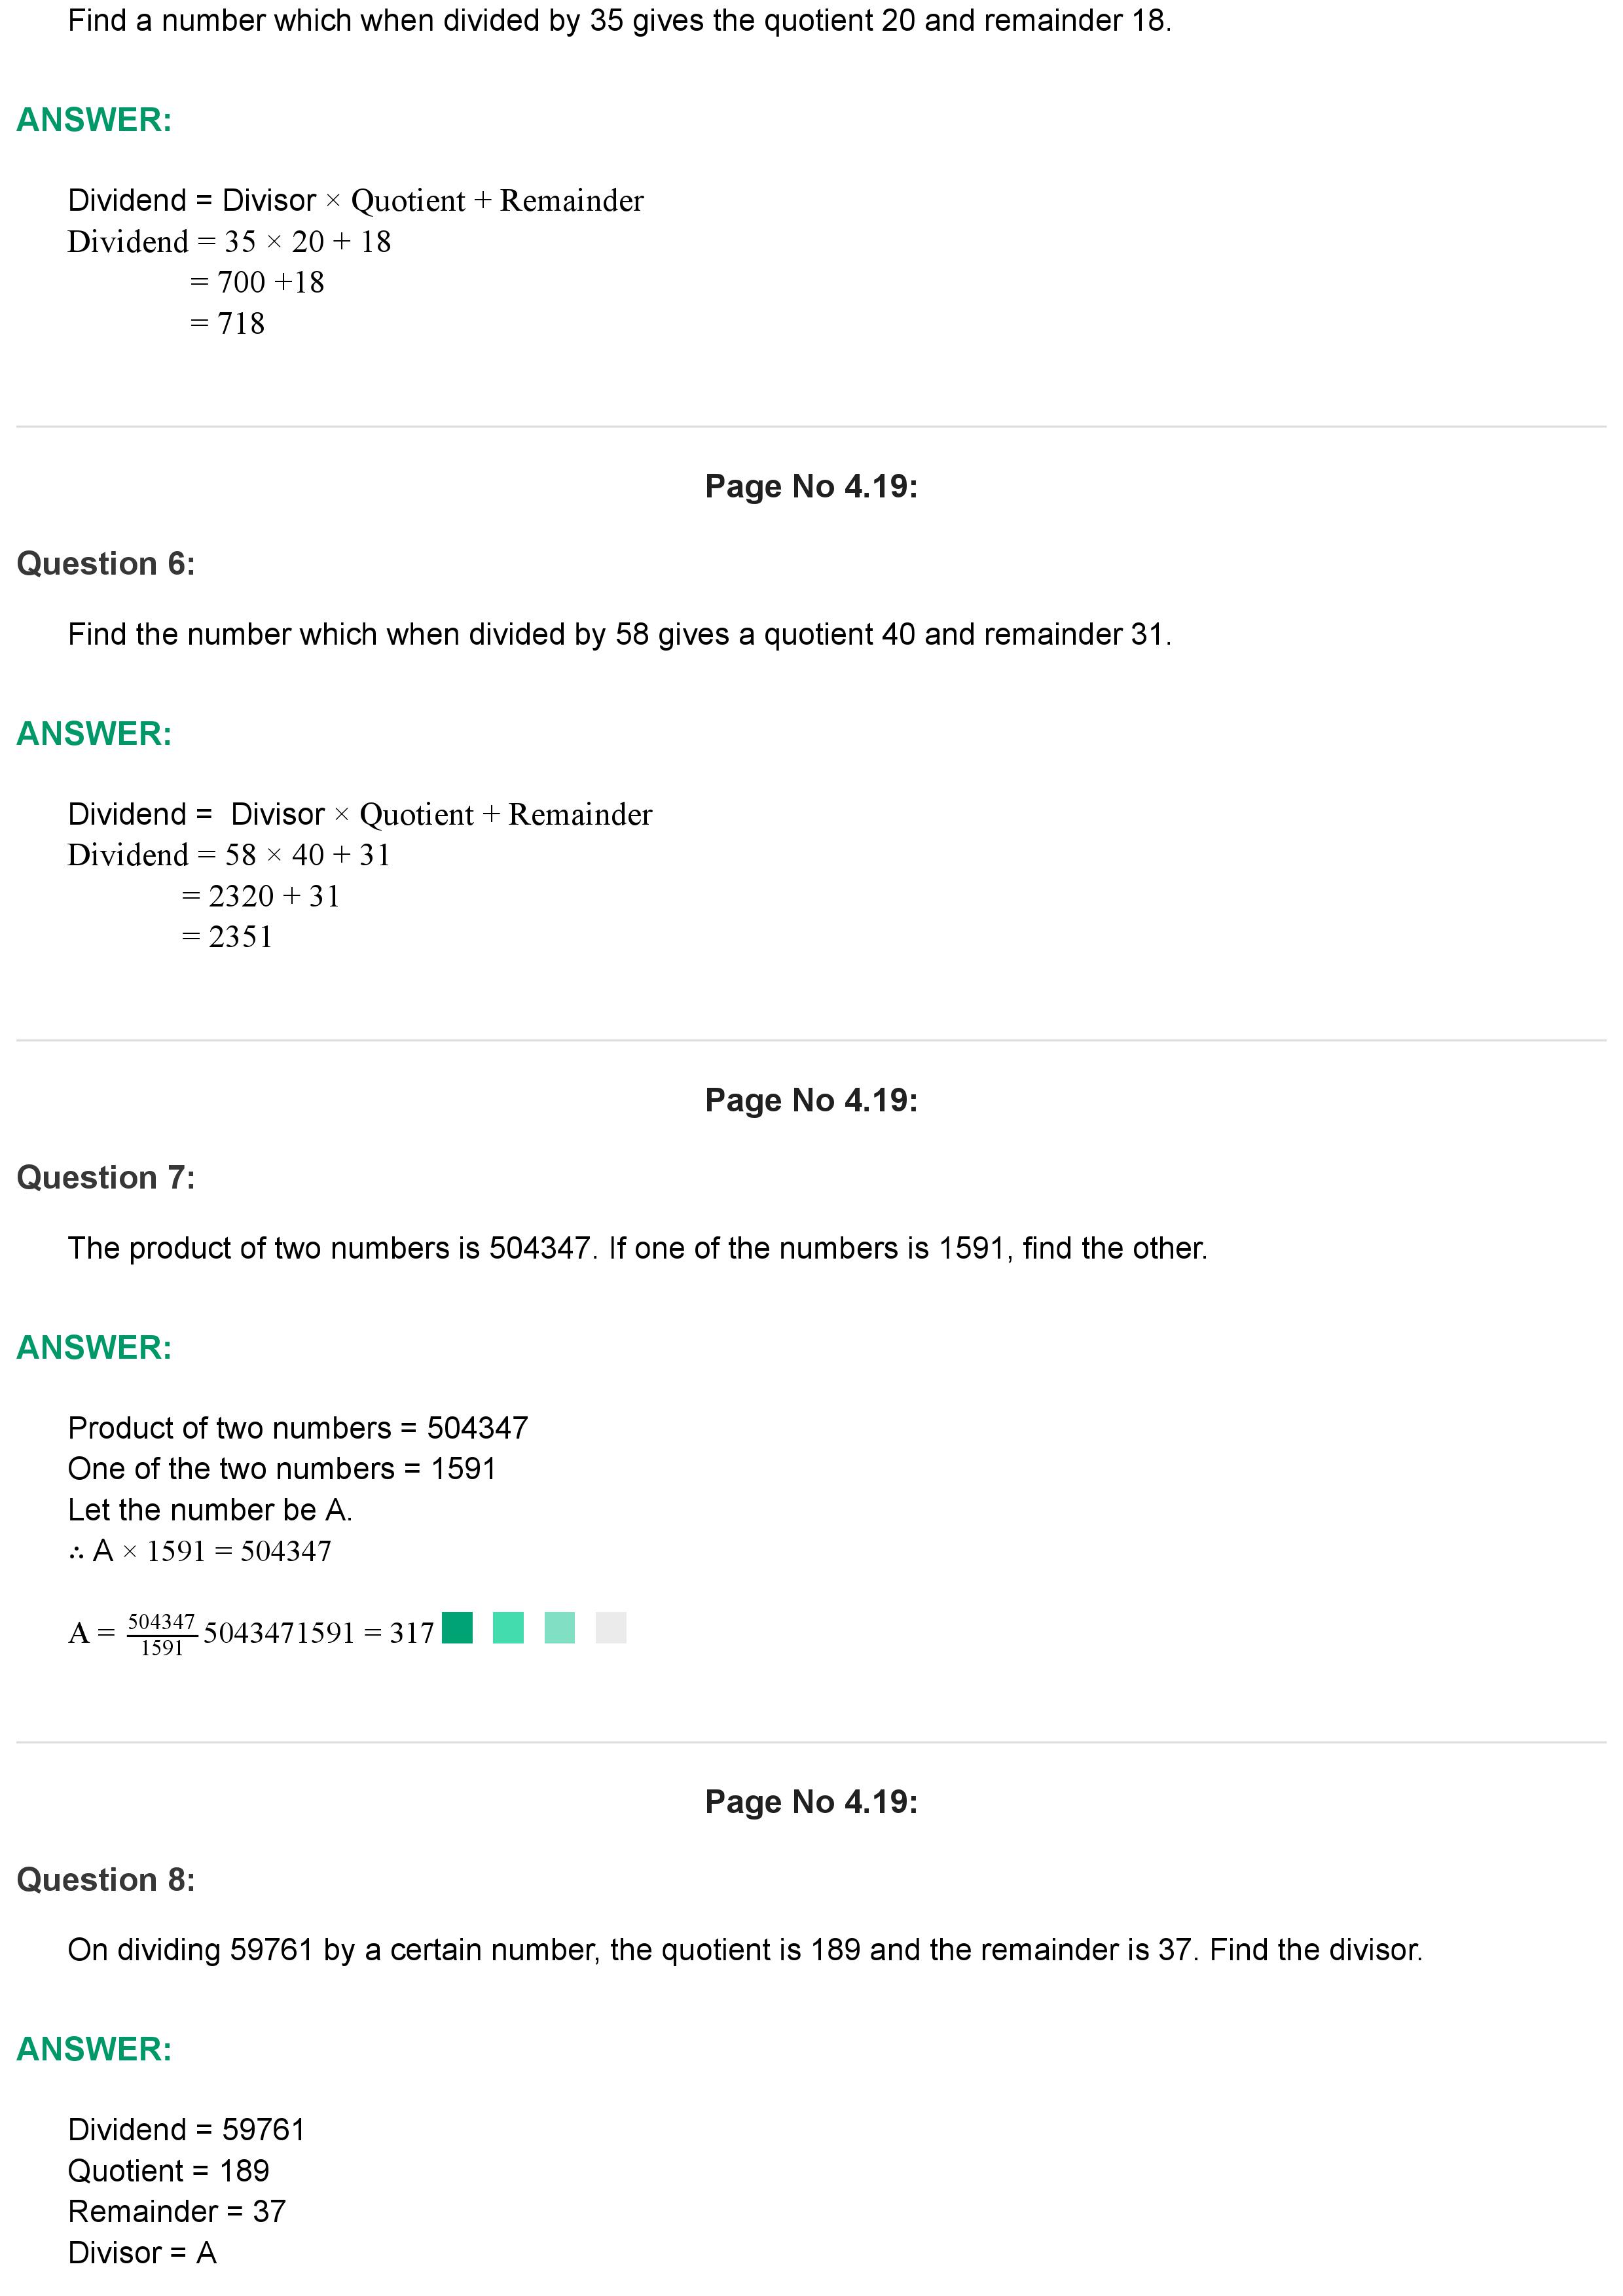 Find a number which when divided by 35 gives the quotient 20 and remainder 18.
ANSWER:
Dividend = Divisor × Quotient + Remainder
Dividend = 35 × 20 + 18
= 700 +18
= 718
Page No 4.19:
Question 6:
Find the number which when divided by 58 gives a quotient 40 and remainder 31.
ANSWER:
Dividend =  Divisor × Quotient + Remainder
Dividend = 58 × 40 + 31
= 2320 + 31
= 2351
Page No 4.19:
Question 7:
The product of two numbers is 504347. If one of the numbers is 1591, find the other.
ANSWER:
Product of two numbers = 504347
One of the two numbers = 1591
Let the number be A.
∴ A × 1591 = 504347
A = 504347/1591 5043471591 = 317
Page No 4.19:
Question 8:
On dividing 59761 by a certain number, the quotient is 189 and the remainder is 37. Find the divisor.
ANSWER:
Dividend = 59761
Quotient = 189
Remainder = 37
Divisor = A